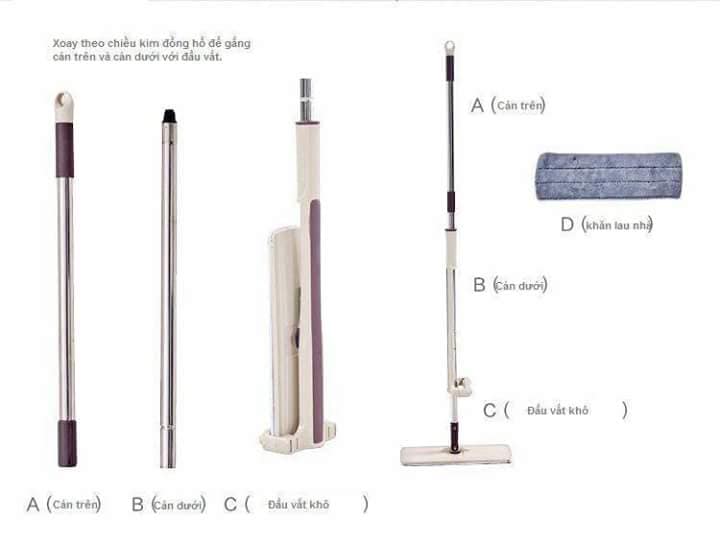 Xoay theo chiều kim đồng hồ để gắng
cán trên và cán dưới với đầu vắt.
A (Cán trên)
D (khăn lau nhà)
B (Cán dưới)
C ( Đầu vắt khô )
A (Cán trên) B (Cán dưới) C ( Đầu vắt khô )